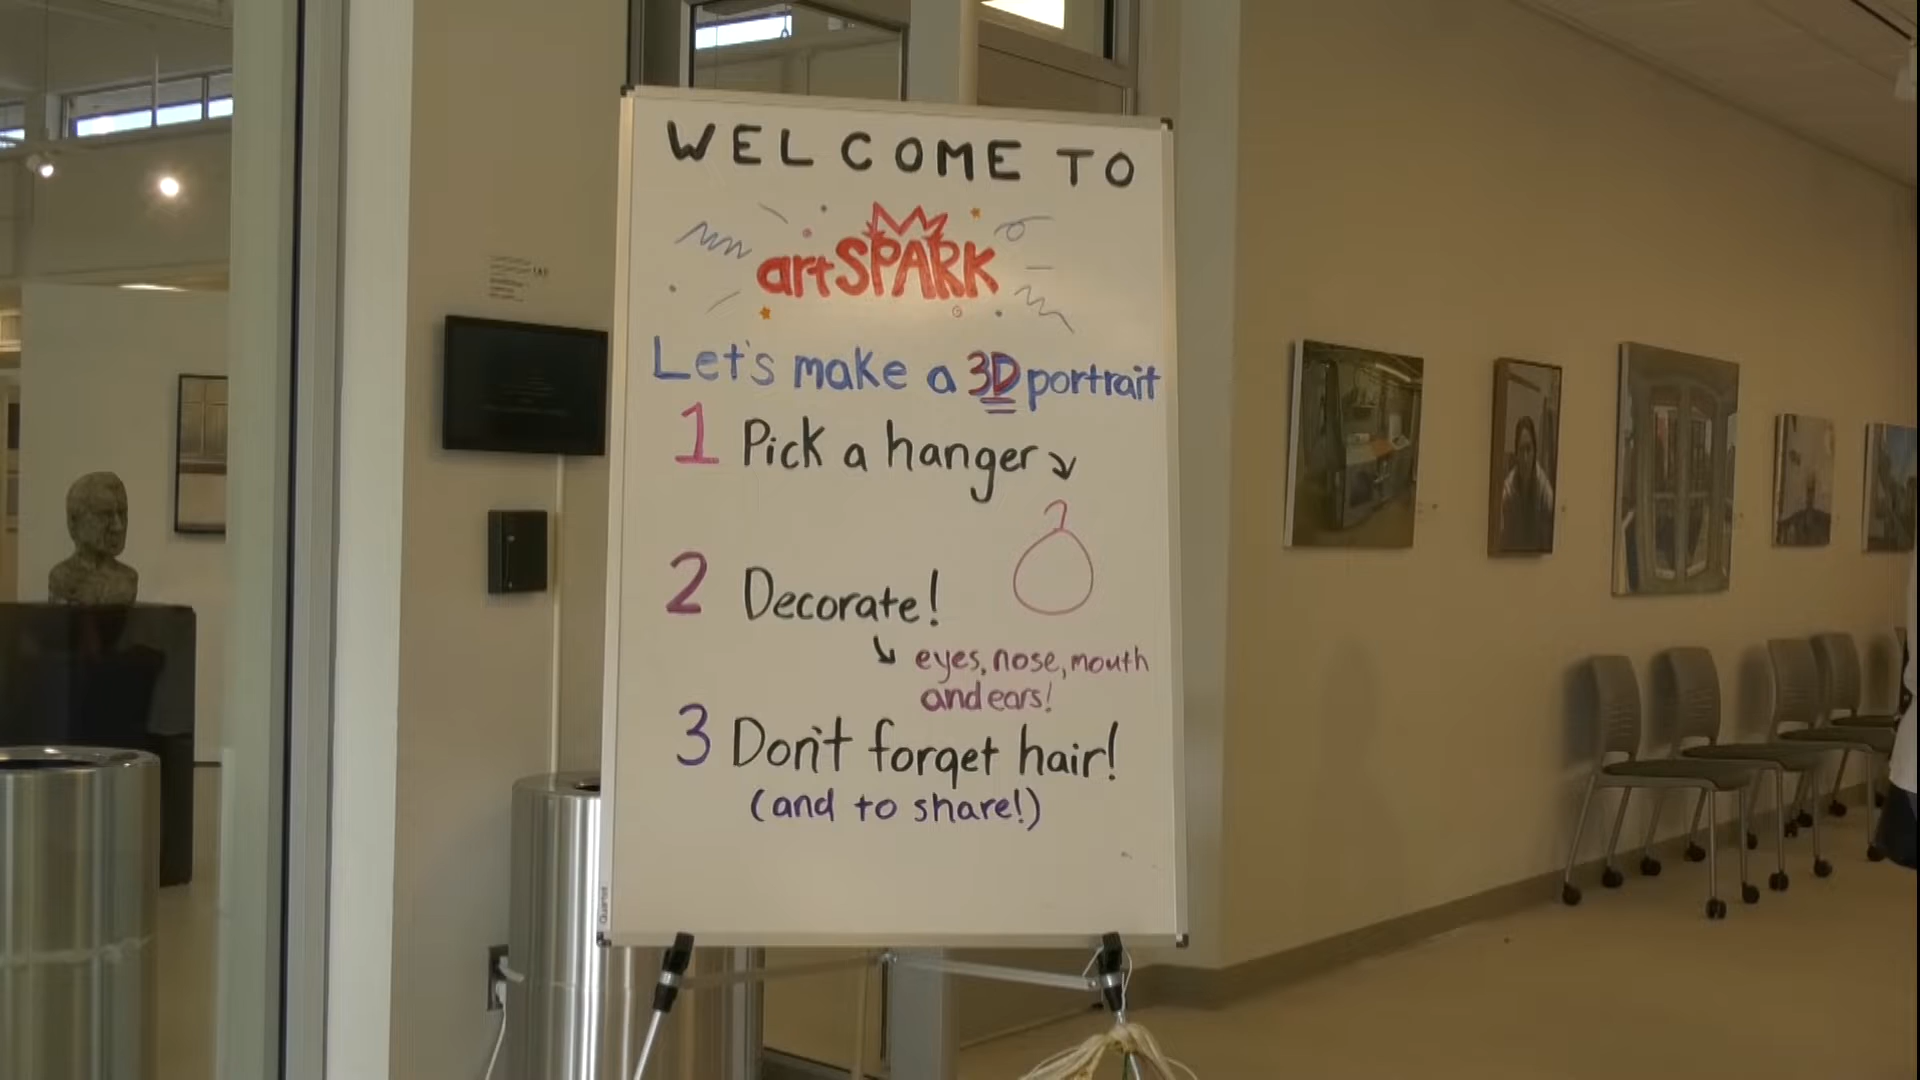 WELCOME TO
artSPARK
Let's make a 3D portrait
1 Pick a hanger
2 Decorate!
eyes, nose, mouth
and ears!
3 Don't forget hair!
(and to share!)
Quartet